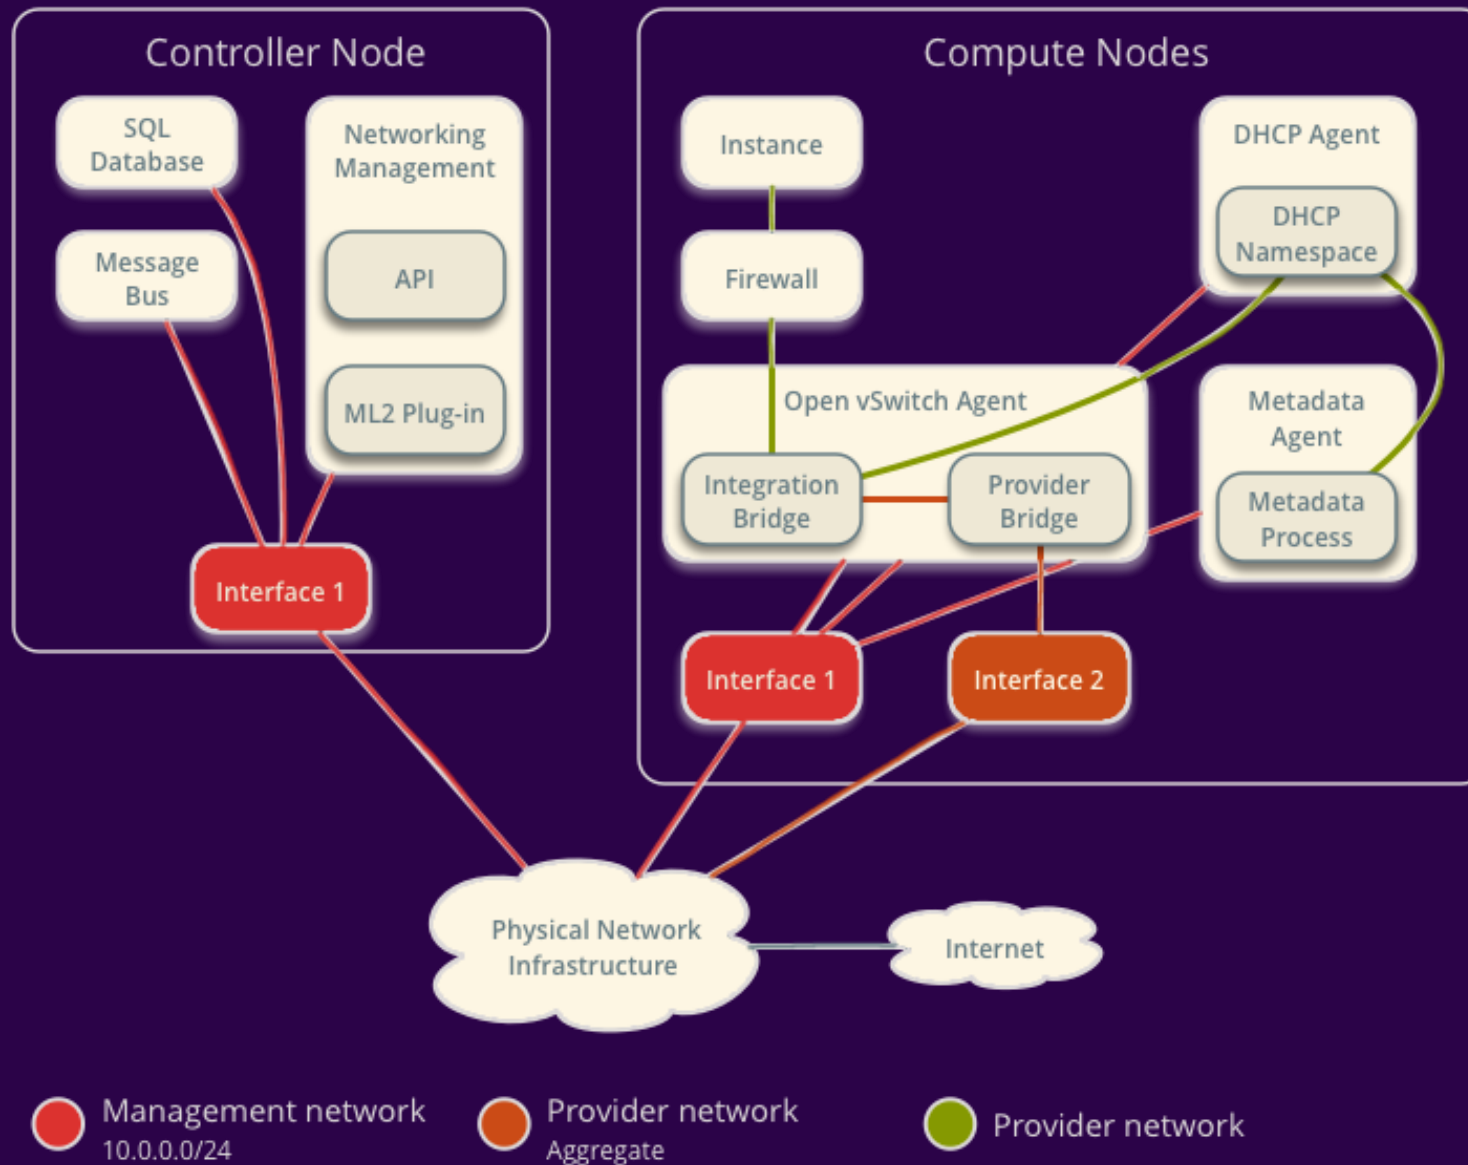 Controller Node
SQL
Database
Networking
Management
Message
Bus
API
ML2 Plug-in
Interface 1
Compute Nodes
Instance
DHCP Agent
DHCP
Namespace
Firewall
Open vSwitch Agent
Metadata
Agent
Integration
Bridge
Provider
Bridge
Metadata
Process
Interface 1
Interface 2
Physical Network
Infrastructure
Internet
Management network
10.0.0.0/24
Provider network
Aggregate
Provider network